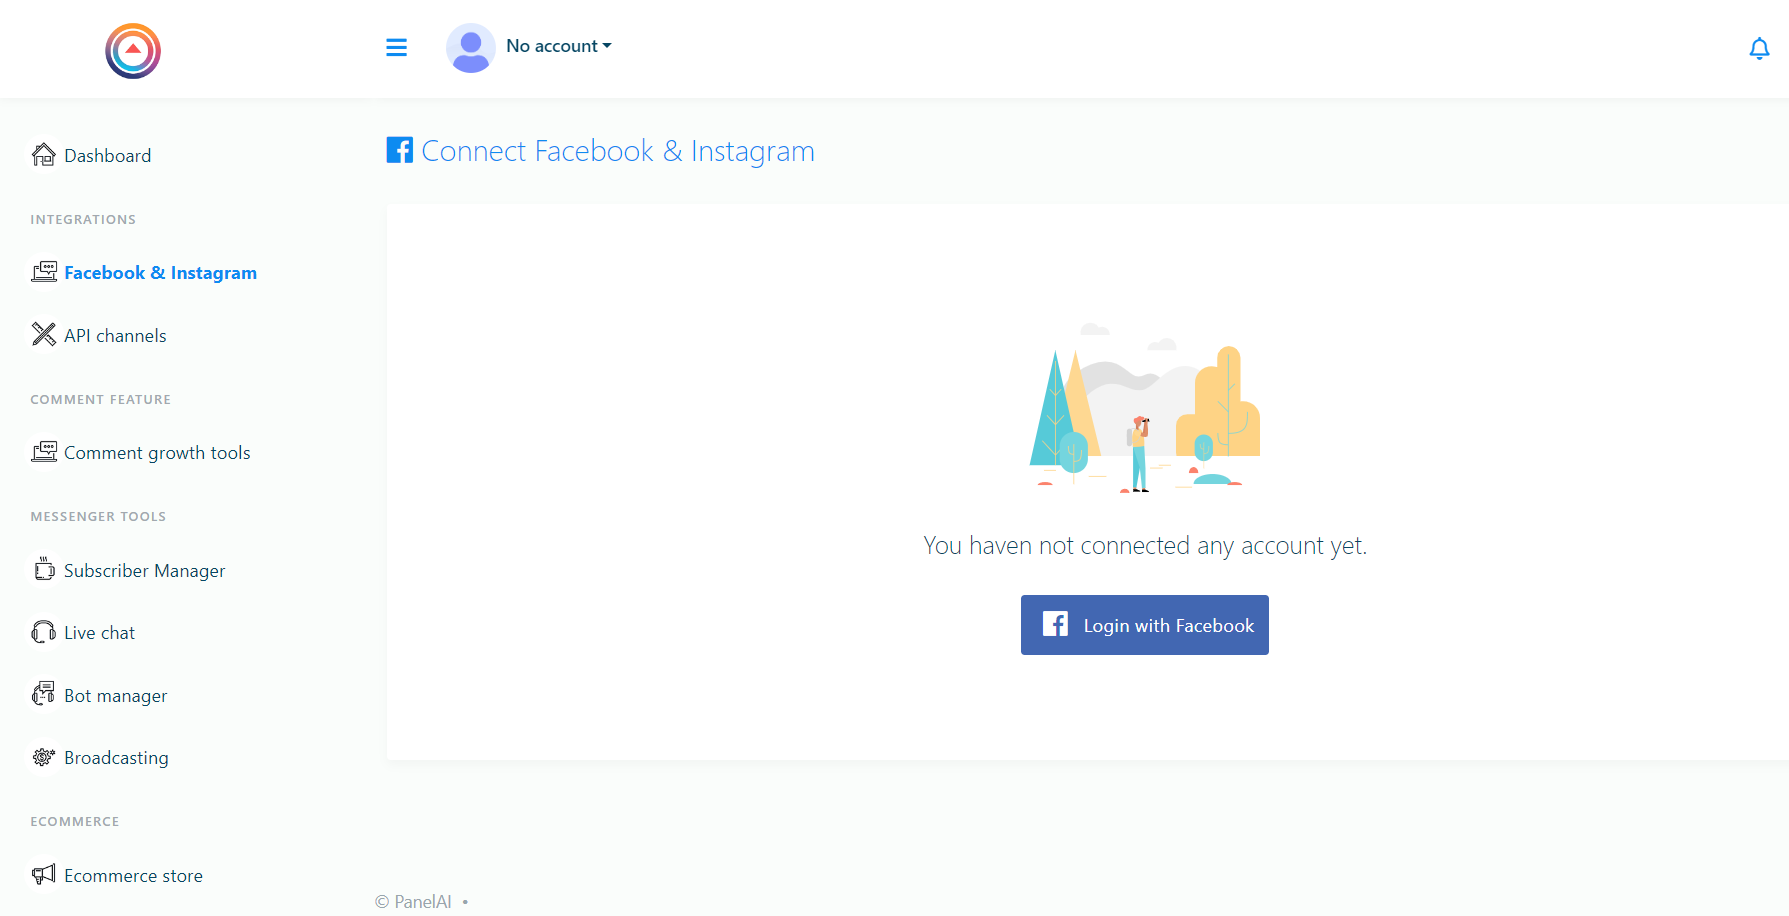 No account
Dashboard
INTEGRATIONS
Facebook & Instagram
API channels
COMMENT FEATURE
Comment growth tools
MESSENGER TOOLS
Subscriber Manager
Live chat
Bot manager
Broadcasting
ECOMMERCE
Ecommerce store
Connect Facebook & Instagram
You haven not connected any account yet.
Login with Facebook
© PanelAI •